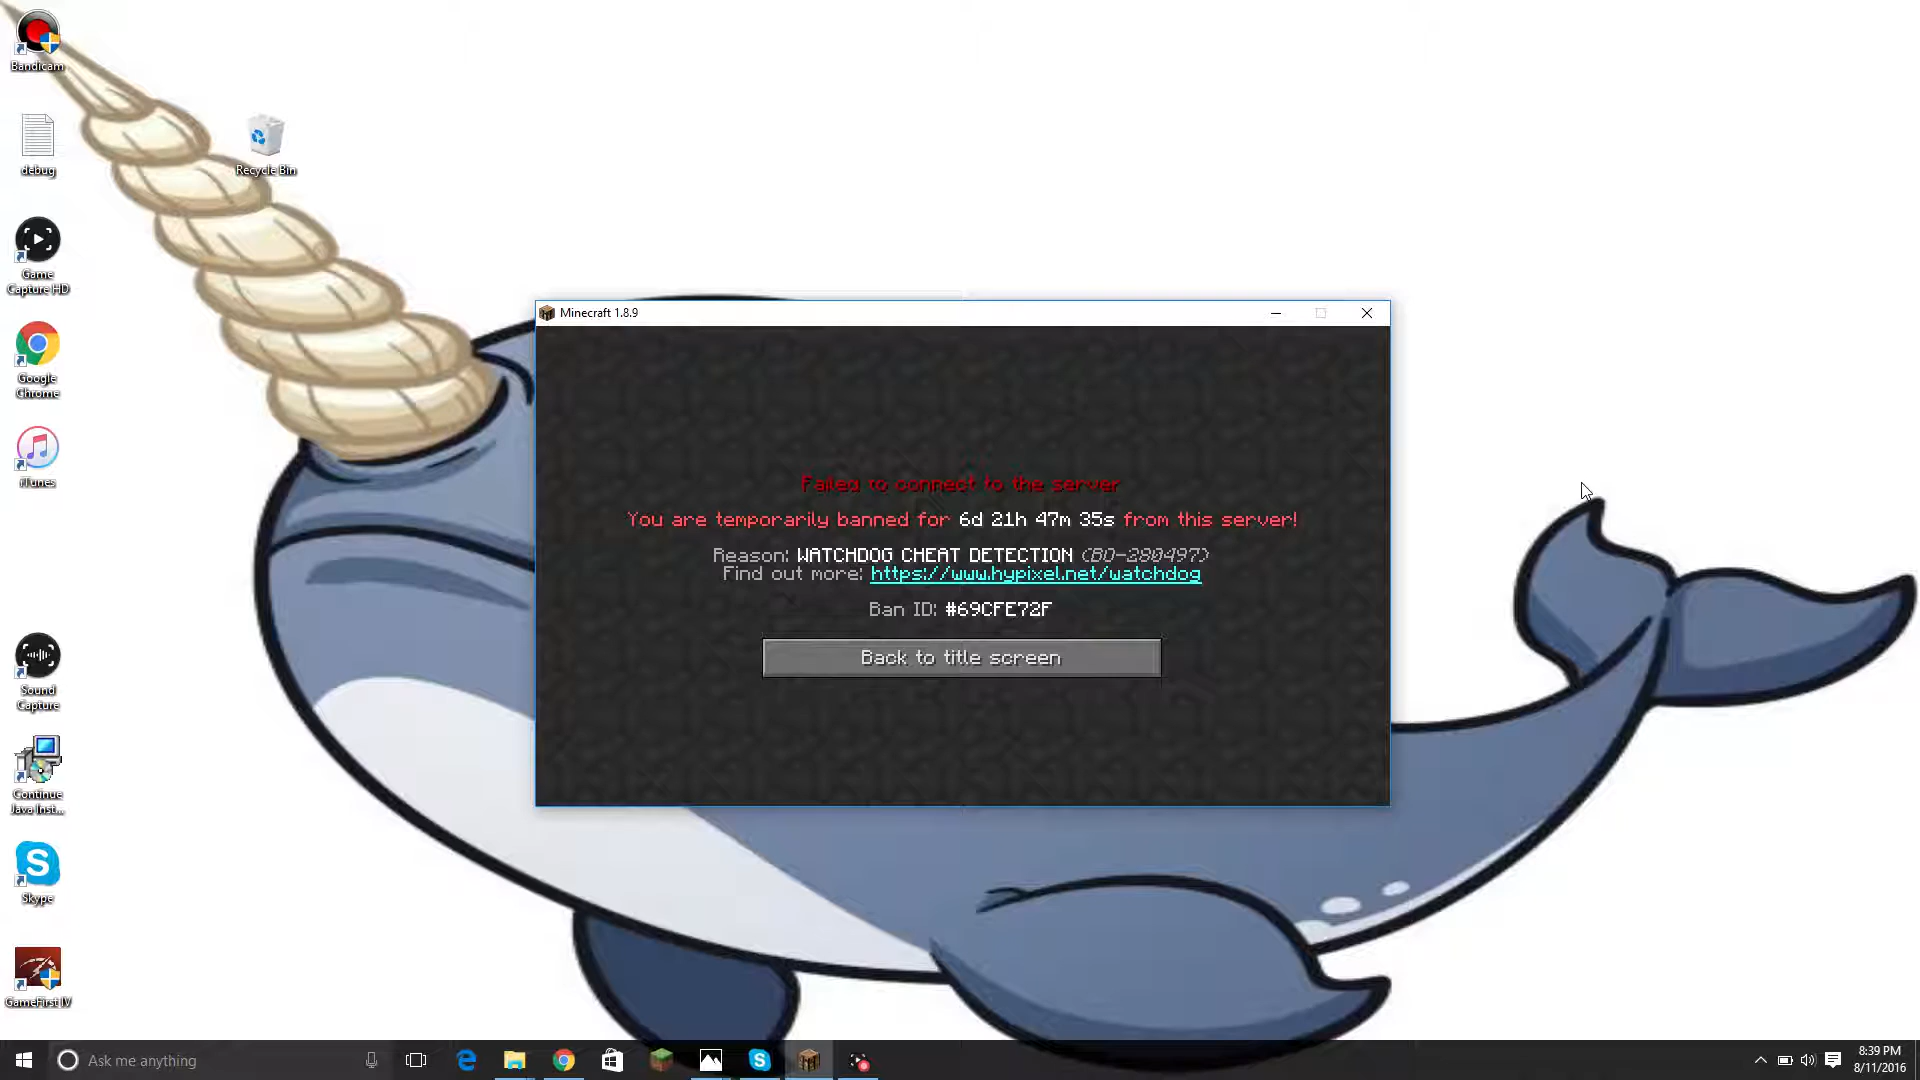 Bandicam
debug
Recycle Bin
Game
Capture HD
Google
Chrome
iTunes
Sound
Capture
Continue
Java Inst...
Skype
GameFirst IV
Minecraft 1.8.9
Failed to connect to the server
You are temporarily banned for 6d 21h 47m 35s from this server!
Reason: WATCHDOG CHEAT DETECTION (BD-280497)
Find out more: https://www.hypixel.net/watchdog
Ban ID: #69CFE72F
Back to title screen
Ask me anything
8:39 PM
8/11/2016